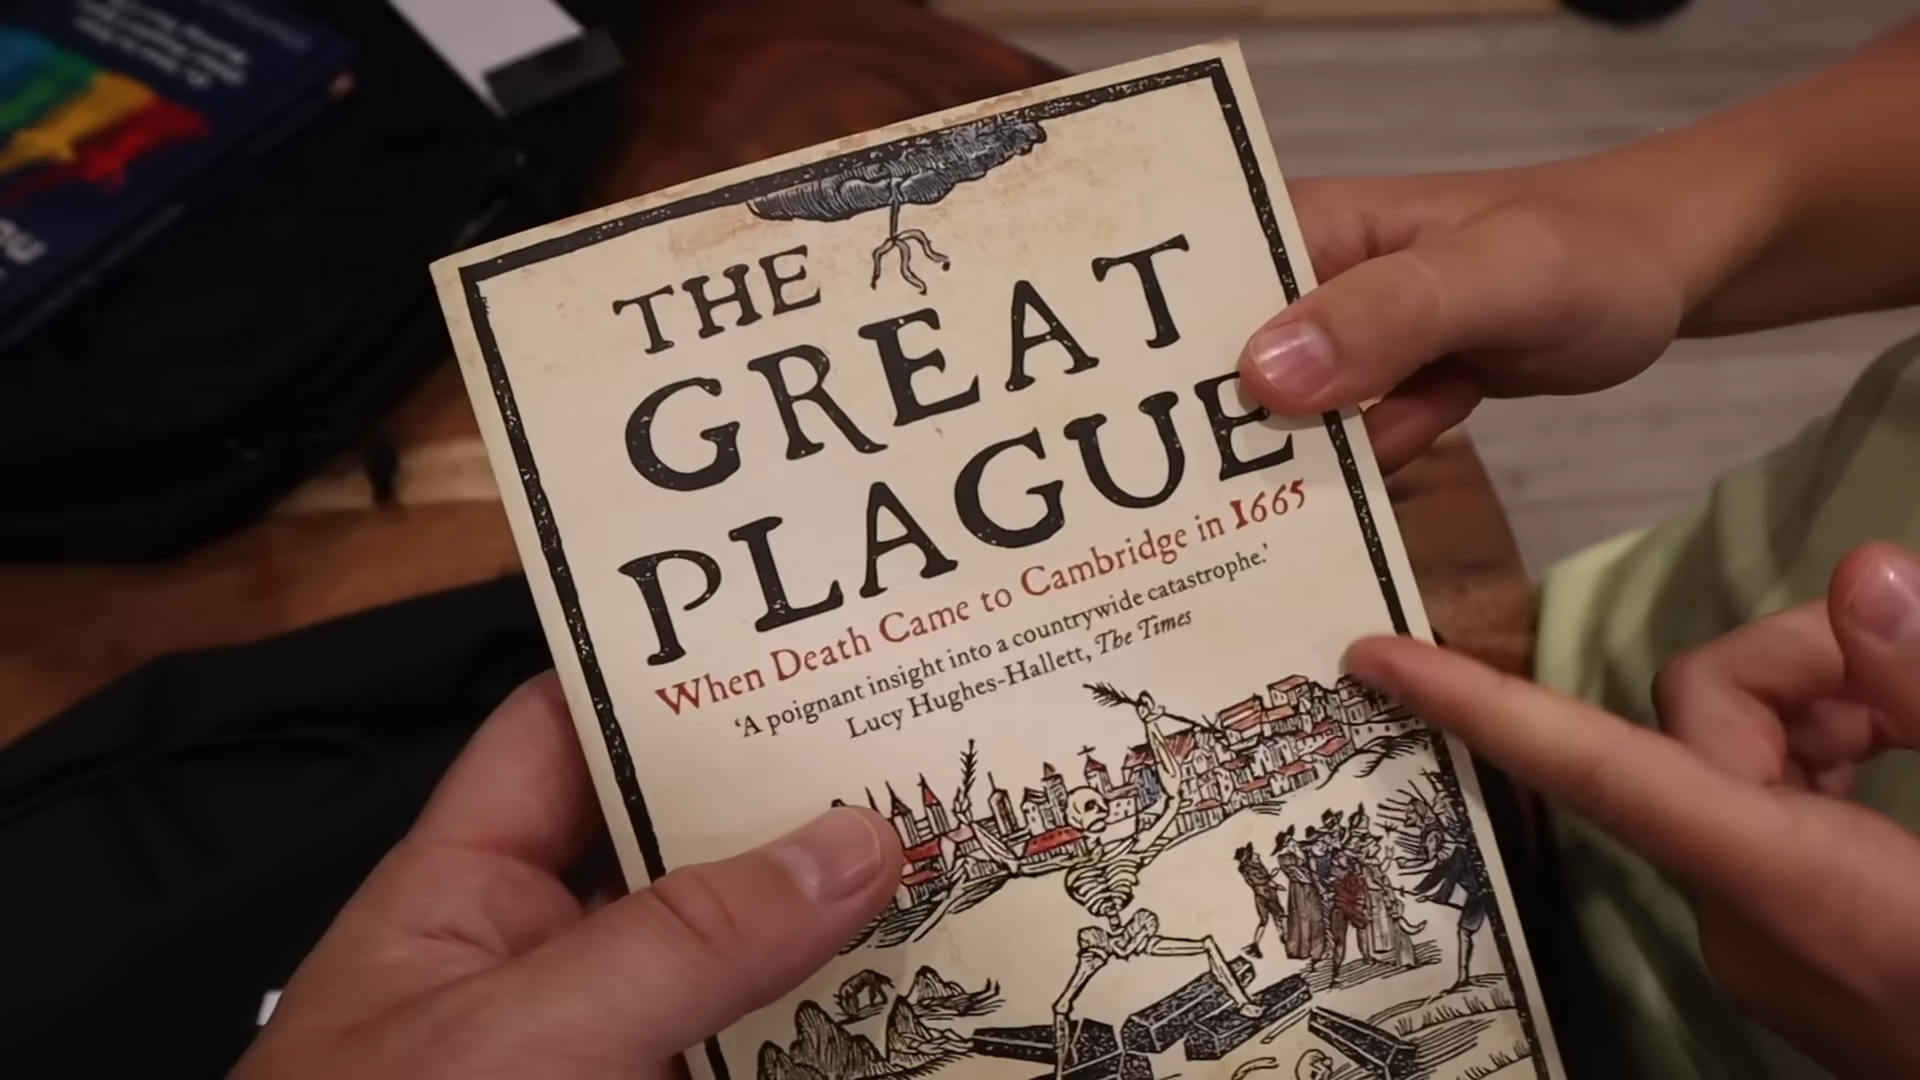 THE
GREAT
PLAGUE
When Death Came to Cambridge in 1665
‘A poignant insight into a countrywide catastrophe.’
Lucy Hughes-Hallett, The Times